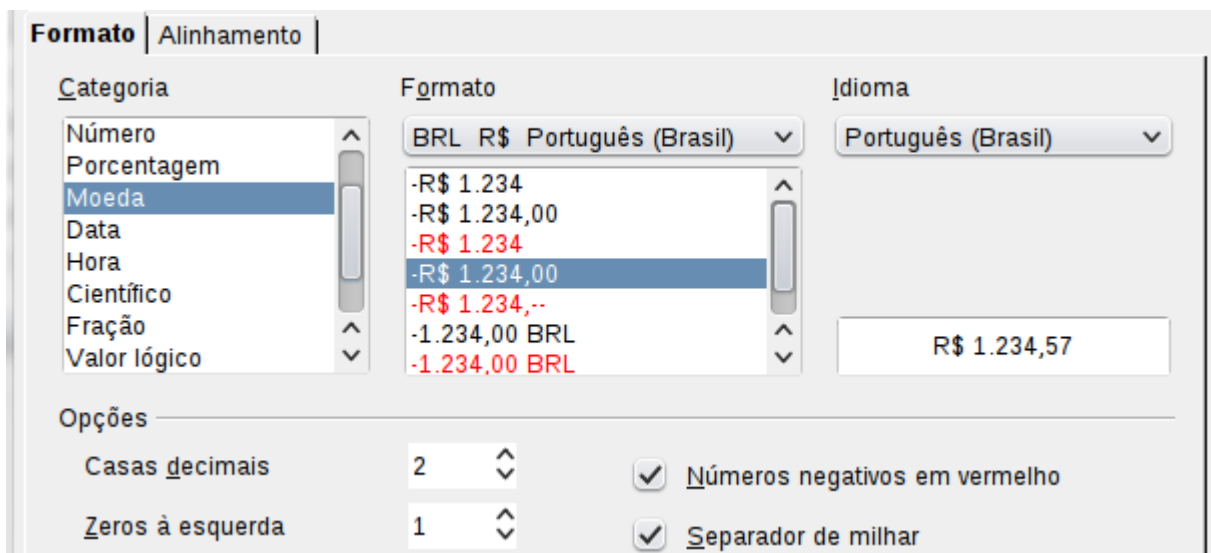 Formato Alinhamento
Categoria Formato Idioma
Número
Porcentagem
Moeda
Data
Hora
Científico
Fração
Valor lógico
BRL R$ Português (Brasil)
-R$ 1.234
-R$ 1.234,00
-R$ 1.234
-R$ 1.234,00
-R$ 1.234,--
-1.234,00 BRL
-1.234,00 BRL
Português (Brasil)
R$ 1.234,57
Opções
Casas decimais 2 Números negativos em vermelho
Zeros à esquerda 1 Separador de milhar